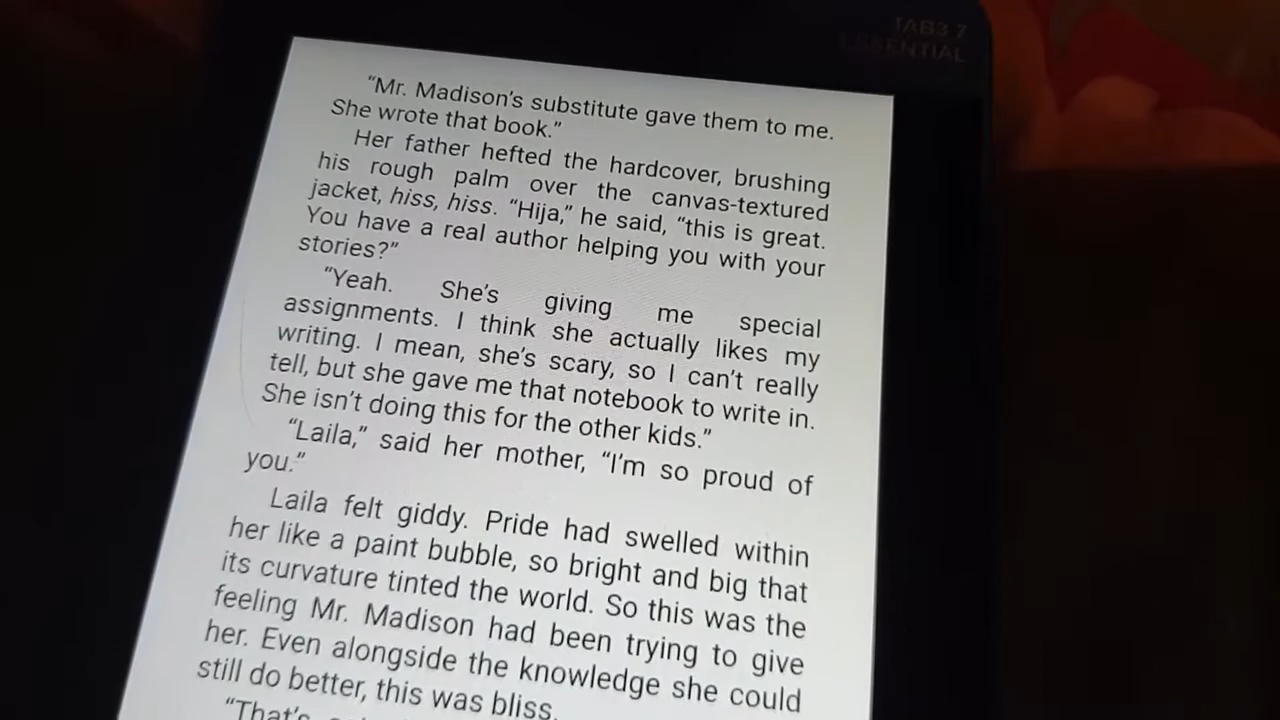 TAB3 7
ESSENTIAL
“Mr. Madison’s substitute gave them to me.
She wrote that book.”
Her father hefted the hardcover, brushing
his rough palm over the canvas-textured
jacket, hiss, hiss. “Hija,” he said, “this is great.
You have a real author helping you with your
stories?”
“Yeah. She’s giving me special
assignments. I think she actually likes my
writing. I mean, she’s scary, so I can’t really
tell, but she gave me that notebook to write in.
She isn’t doing this for the other kids.”
“Laila,” said her mother, “I’m so proud of
you.”
Laila felt giddy. Pride had swelled within
her like a paint bubble, so bright and big that
its curvature tinted the world. So this was the
feeling Mr. Madison had been trying to give
her. Even alongside the knowledge she could
still do better, this was bliss.
“That’s